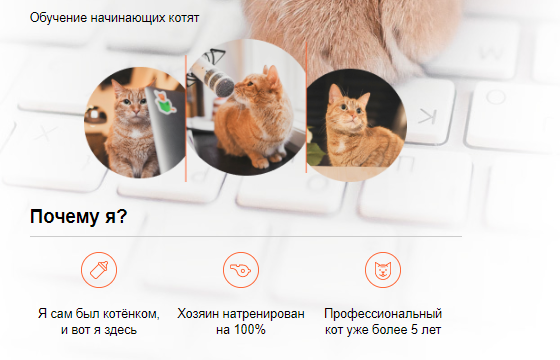 Обучение начинающих котят
Почему я?
Я сам был котёнком,
и вот я здесь
Хозяин натренирован
на 100%
Профессиональный
кот уже более 5 лет